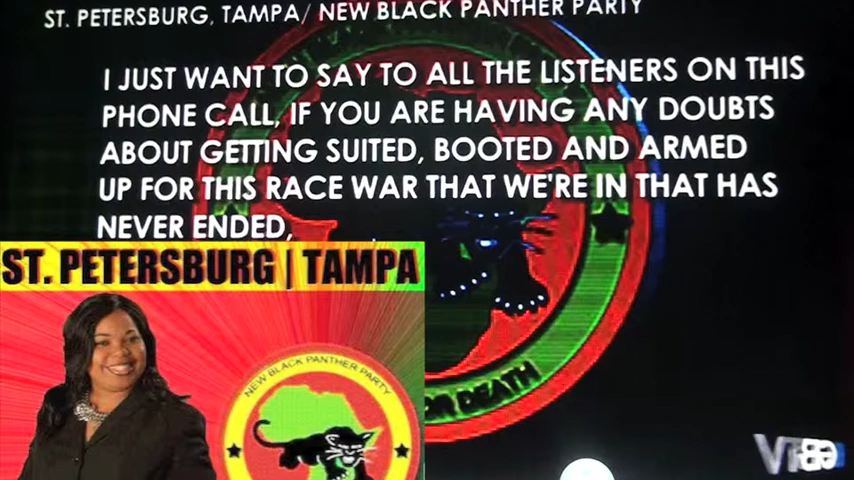 ST. PETERSBURG, TAMPA/ NEW BLACK PANTHER PARTY
I JUST WANT TO SAY TO ALL THE LISTENERS ON THIS
PHONE CALL, IF YOU ARE HAVING ANY DOUBTS
ABOUT GETTING SUITED, BOOTED AND ARMED
UP FOR THIS RACE WAR THAT WE'RE IN THAT HAS
NEVER ENDED,
ST. PETERSBURG | TAMPA
NEW BLACK PANTHER PARTY
OR DEATH